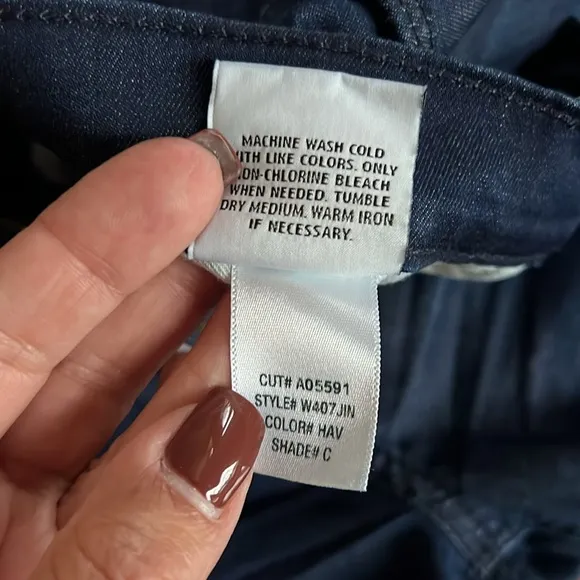 MACHINE WASH COLD
WITH LIKE COLORS. ONLY
NON-CHLORINE BLEACH
WHEN NEEDED. TUMBLE
DRY MEDIUM. WARM IRON
IF NECESSARY.
CUT# A05591
STYLE# W407JIN
COLOR# HAV
SHADE# C